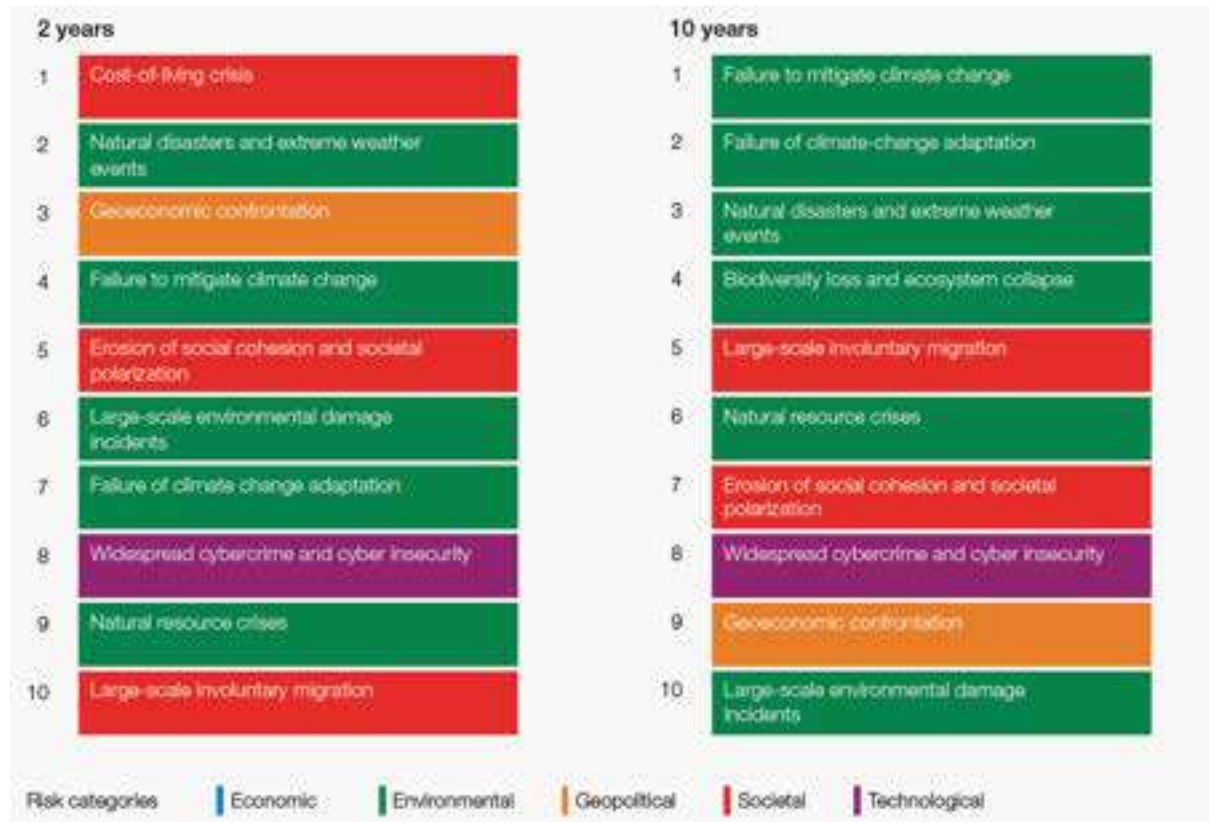 2 years
1 Cost-of-living crisis
2 Natural disasters and extreme weather
events
3 Geoeconomic confrontation
4 Failure to mitigate climate change
5 Erosion of social cohesion and societal
polarization
6 Large-scale environmental damage
incidents
7 Failure of climate change adaptation
8 Widespread cybercrime and cyber insecurity
9 Natural resource crises
10 Large-scale involuntary migration
10 years
1 Failure to mitigate climate change
2 Failure of climate-change adaptation
3 Natural disasters and extreme weather
events
4 Biodiversity loss and ecosystem collapse
5 Large-scale involuntary migration
6 Natural resource crises
7 Erosion of social cohesion and societal
polarization
8 Widespread cybercrime and cyber insecurity
9 Geoeconomic confrontation
10 Large-scale environmental damage
incidents
Risk categories Economic Environmental Geopolitical Societal Technological